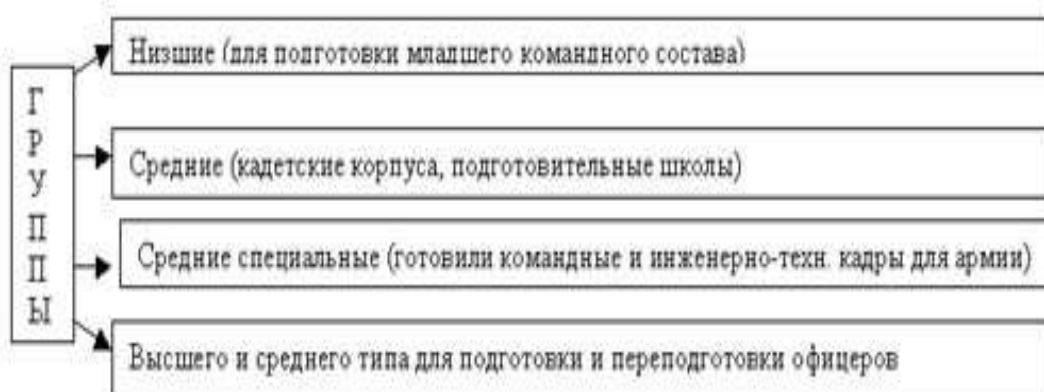 ГРУППЫ
Низшие (для подготовки младшего командного состава)
Средние (кадетские корпуса, подготовительные школы)
Средние специальные (готовили командные и инженерно-техн. кадры для армии)
Высшего и среднего типа для подготовки и переподготовки офицеров